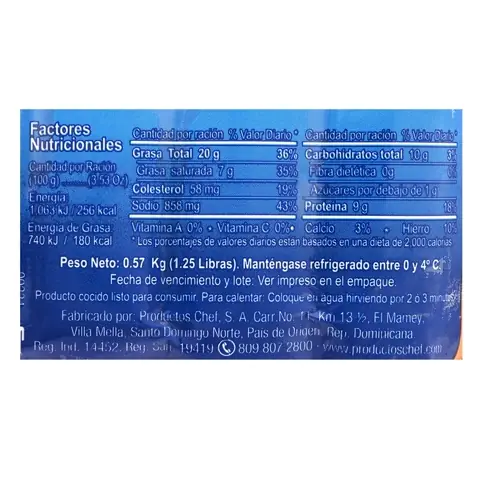 Factores
Nutricionales
Cantidad por Ración
(100 g) (3.53 Oz)
Energía:
1,063 kJ / 256 kcal
Energía de Grasa:
740 kJ / 180 kcal
Cantidad por ración % Valor Diario *
Grasa Total 20 g 36%
Grasa saturada 7 g 35%
Colesterol 58 mg 19%
Sodio 858 mg 43%
Cantidad por ración % Valor Diario *
Carbohidratos total 10 g 3%
Fibra dietética 0g 0%
Azúcares por debajo de 1g
Proteína 9 g 18%
Vitamina A 0% • Vitamina C 0% • Calcio 3% • Hierro 10%
* Los porcentajes de valores diarios están basados en una dieta de 2,000 calorías
Peso Neto: 0.57 Kg (1.25 Libras). Manténgase refrigerado entre 0 y 4° C
Fecha de vencimiento y lote: Ver impreso en el empaque.
Producto cocido listo para consumir. Para calentar: Coloque en agua hirviendo por 2 ó 3 minutos
Fabricado por: Productos Chef, S. A. Carr. No. 1, Km 13 ½, El Mamey,
Villa Mella, Santo Domingo Norte, País de Origen, Rep. Dominicana.
Reg. Ind. 14452, Reg. San. 19419 809 807 2800 · www.productoschef.com